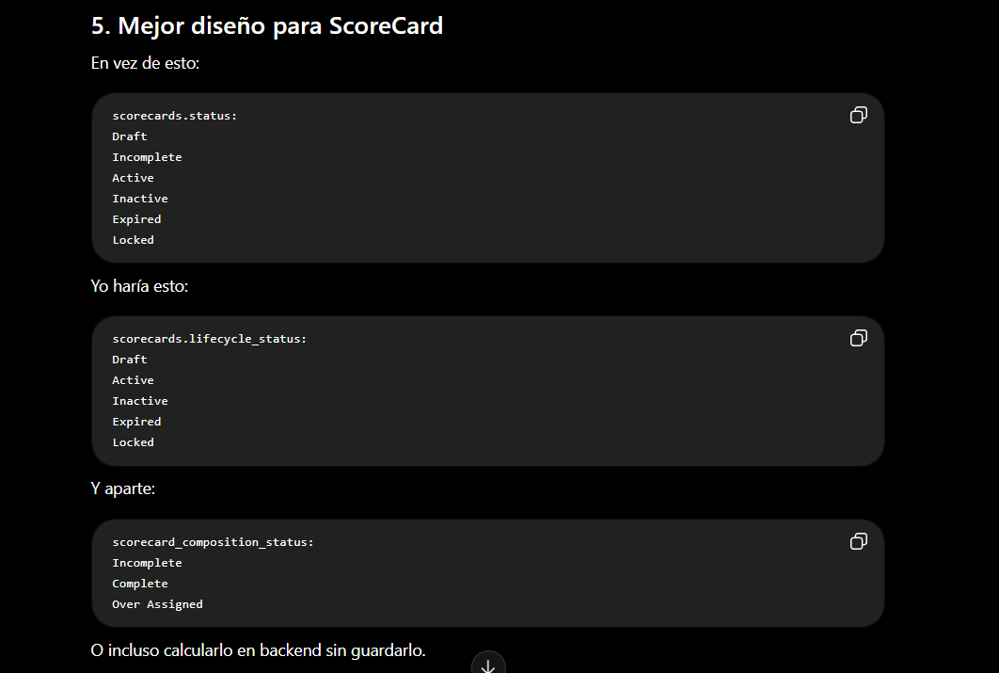 5. Mejor diseño para ScoreCard
En vez de esto:
scorecards.status:
Draft
Incomplete
Active
Inactive
Expired
Locked
Yo haría esto:
scorecards.lifecycle_status:
Draft
Active
Inactive
Expired
Locked
Y aparte:
scorecard_composition_status:
Incomplete
Complete
Over Assigned
O incluso calcularlo en backend sin guardarlo.